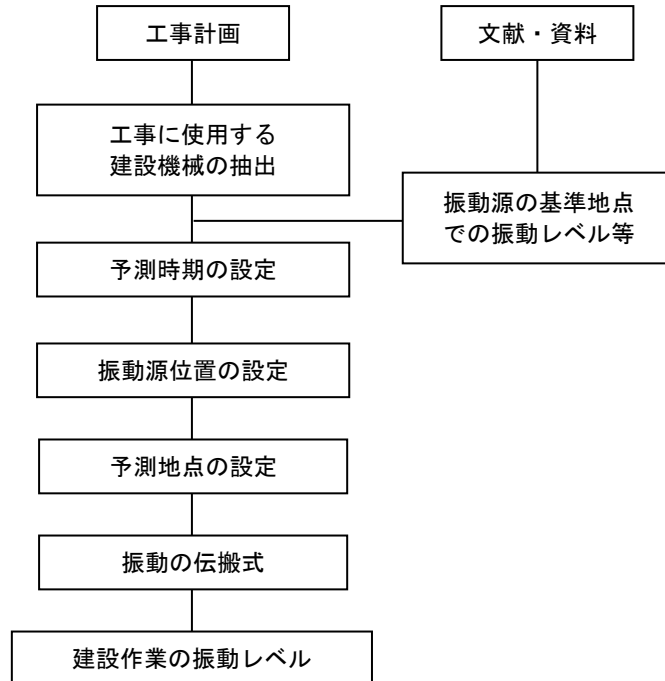 工事計画
文献・資料
工事に使用する
建設機械の抽出
振動源の基準地点
での振動レベル等
予測時期の設定
振動源位置の設定
予測地点の設定
振動の伝搬式
建設作業の振動レベル